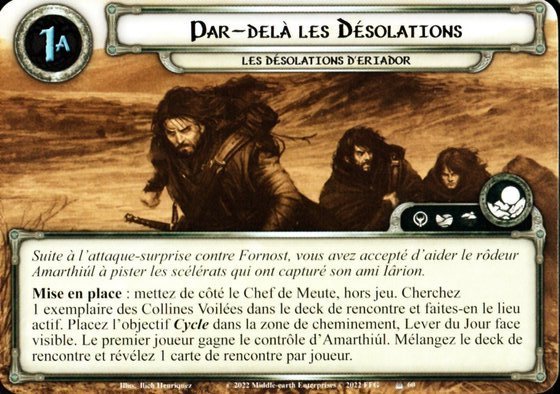 1A
PAR-DELÀ LES DÉSOLATIONS
LES DÉSOLATIONS D'ERIADOR
Suite à l'attaque-surprise contre Fornost, vous avez accepté d'aider le rôdeur
Amarthiúl à pister les scélérats qui ont capturé son ami Iârion.
Mise en place : mettez de côté le Chef de Meute, hors jeu. Cherchez
1 exemplaire des Collines Voilées dans le deck de rencontre et faites-en le lieu
actif. Placez l'objectif Cycle dans la zone de cheminement, Lever du Jour face
visible. Le premier joueur gagne le contrôle d'Amarthiúl. Mélangez le deck de
rencontre et révélez 1 carte de rencontre par joueur.
Illus. Rich Henriquez © 2022 Middle-earth Enterprises © 2022 FFG 60